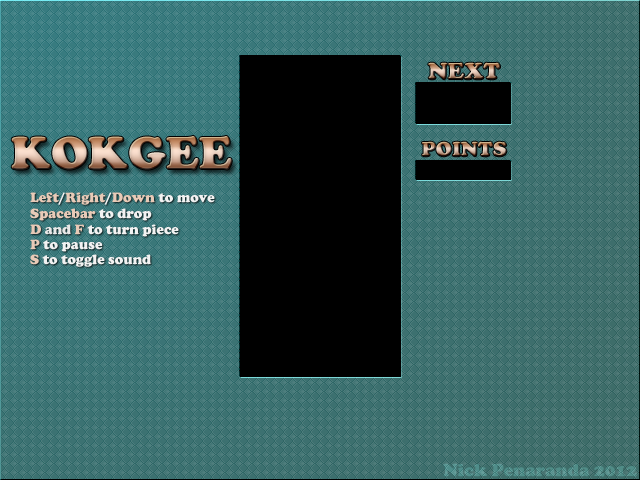 NEXT
POINTS
KOKGEE
Left/Right/Down to move
Spacebar to drop
D and F to turn piece
P to pause
S to toggle sound
Nick Penaranda 2012